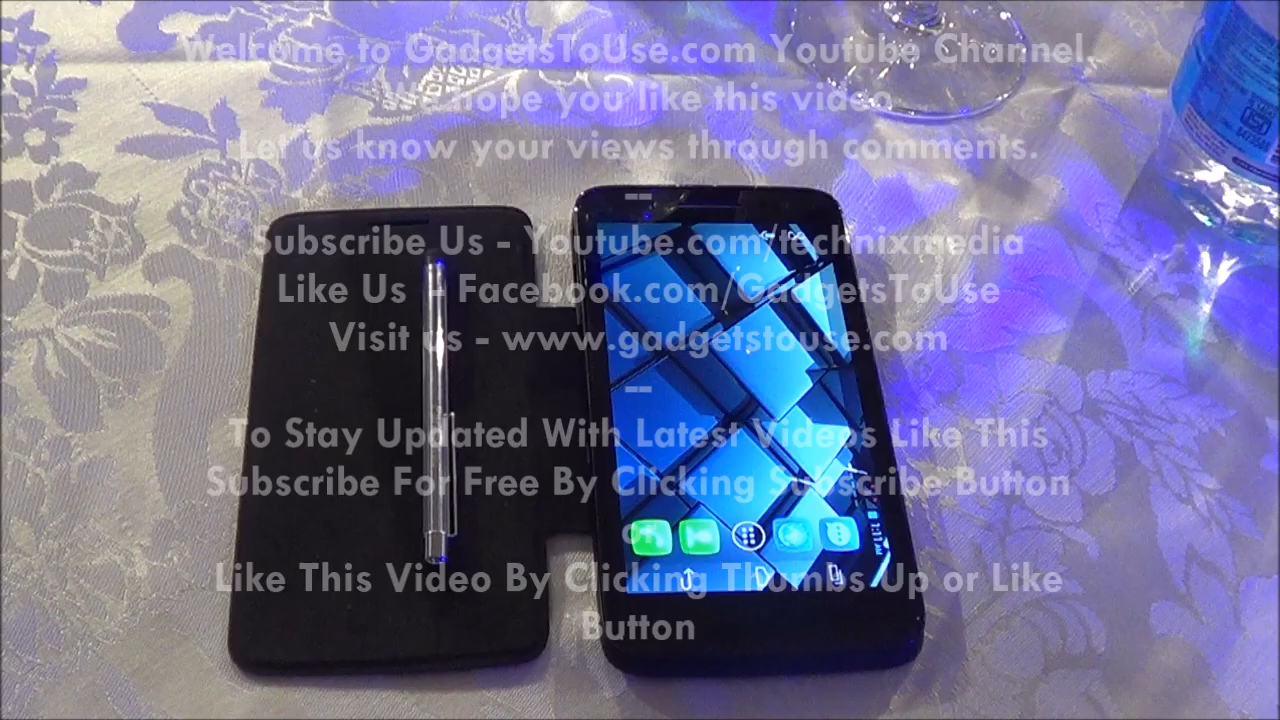 Welcome to GadgetsToUse.com Youtube Channel.
We hope you like this video.
Let us know your views through comments.
--
Subscribe Us - Youtube.com/technixmedia
Like Us - Facebook.com/GadgetsToUse
Visit us - www.gadgetstouse.com
--
To Stay Updated With Latest Videos Like This
Subscribe For Free By Clicking Subscribe Button
or
Like This Video By Clicking Thumbs Up or Like
Button